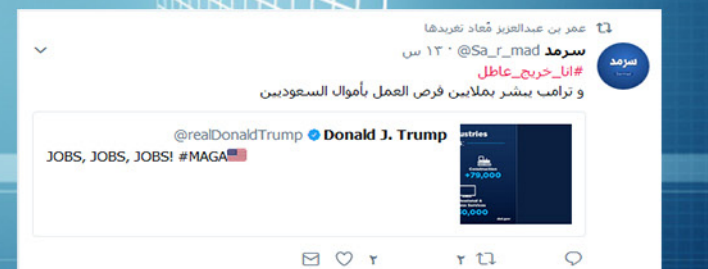 عمر بن عبدالعزيز مُعاد تغريدها
سرمد @Sa_r_mad · ١٣ س
سرمد
#انا_خريج_عاطل
و ترامب يبشر بملايين فرص العمل بأموال السعوديين
Donald J. Trump @realDonaldTrump
JOBS, JOBS, JOBS! #MAGA🇺🇸
ustries
Construction
+79,000
0,000
٢ ٢